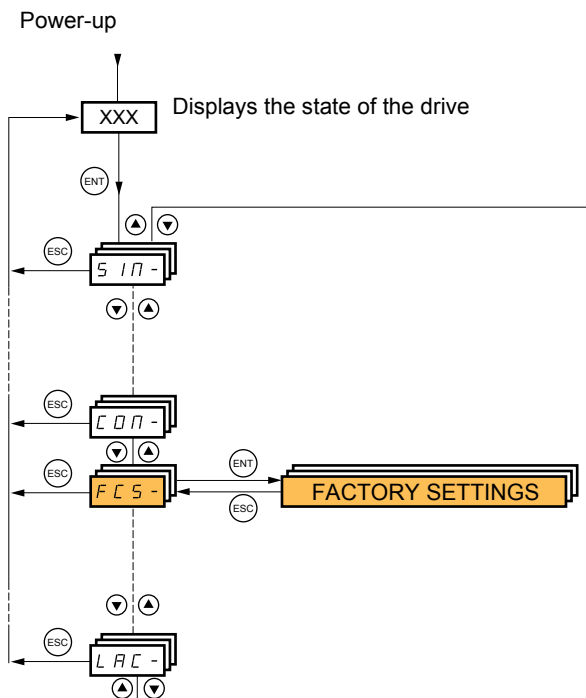 Power-up
XXX
Displays the state of the drive
ENT
ESC
SIM-
ESC
COM-
ESC
FCS-
ENT
ESC
FACTORY SETTINGS
ESC
LAC-